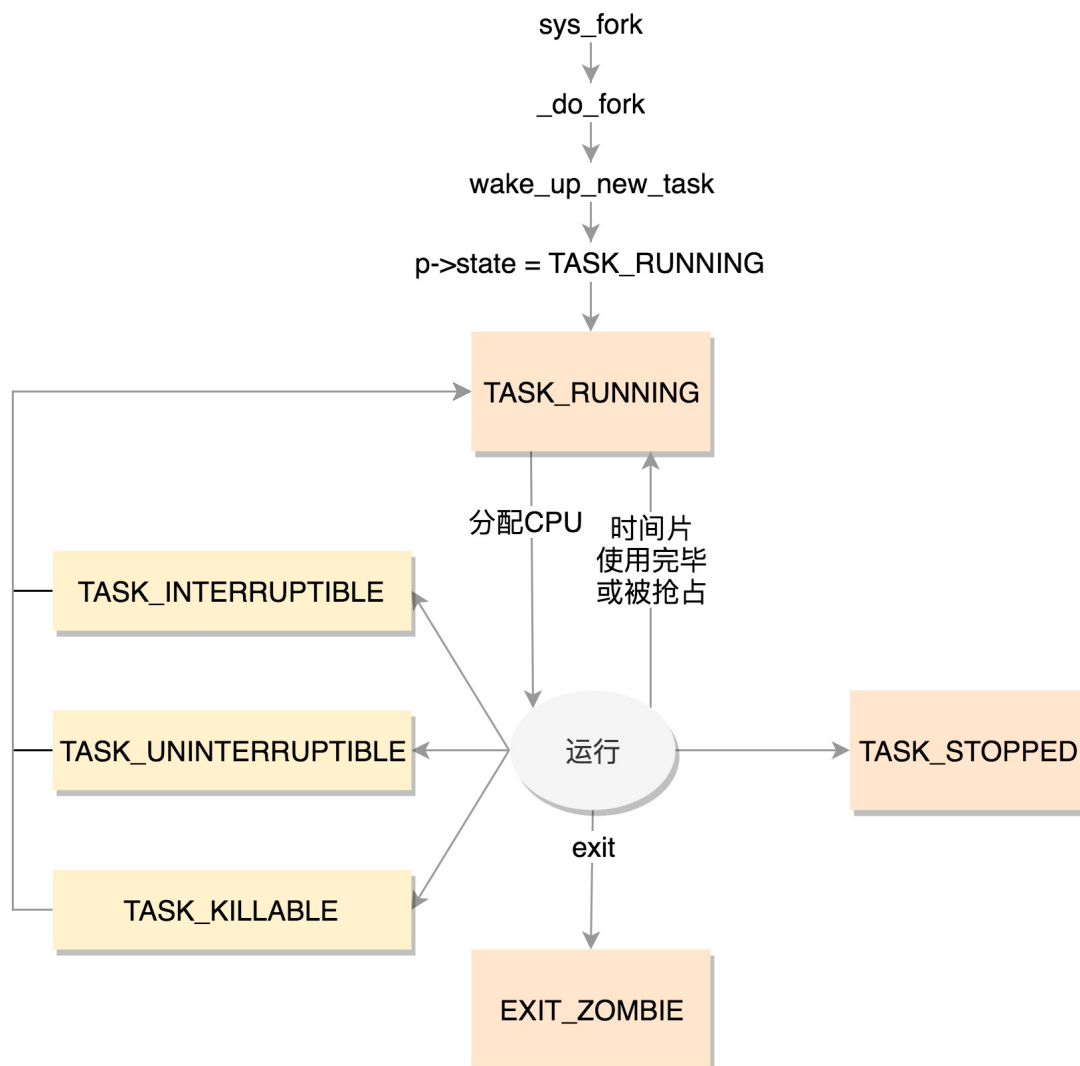 sys_fork
_do_fork
wake_up_new_task
p->state = TASK_RUNNING
TASK_RUNNING
分配CPU
时间片
使用完毕
或被抢占
TASK_INTERRUPTIBLE
TASK_UNINTERRUPTIBLE
运行
TASK_STOPPED
exit
TASK_KILLABLE
EXIT_ZOMBIE